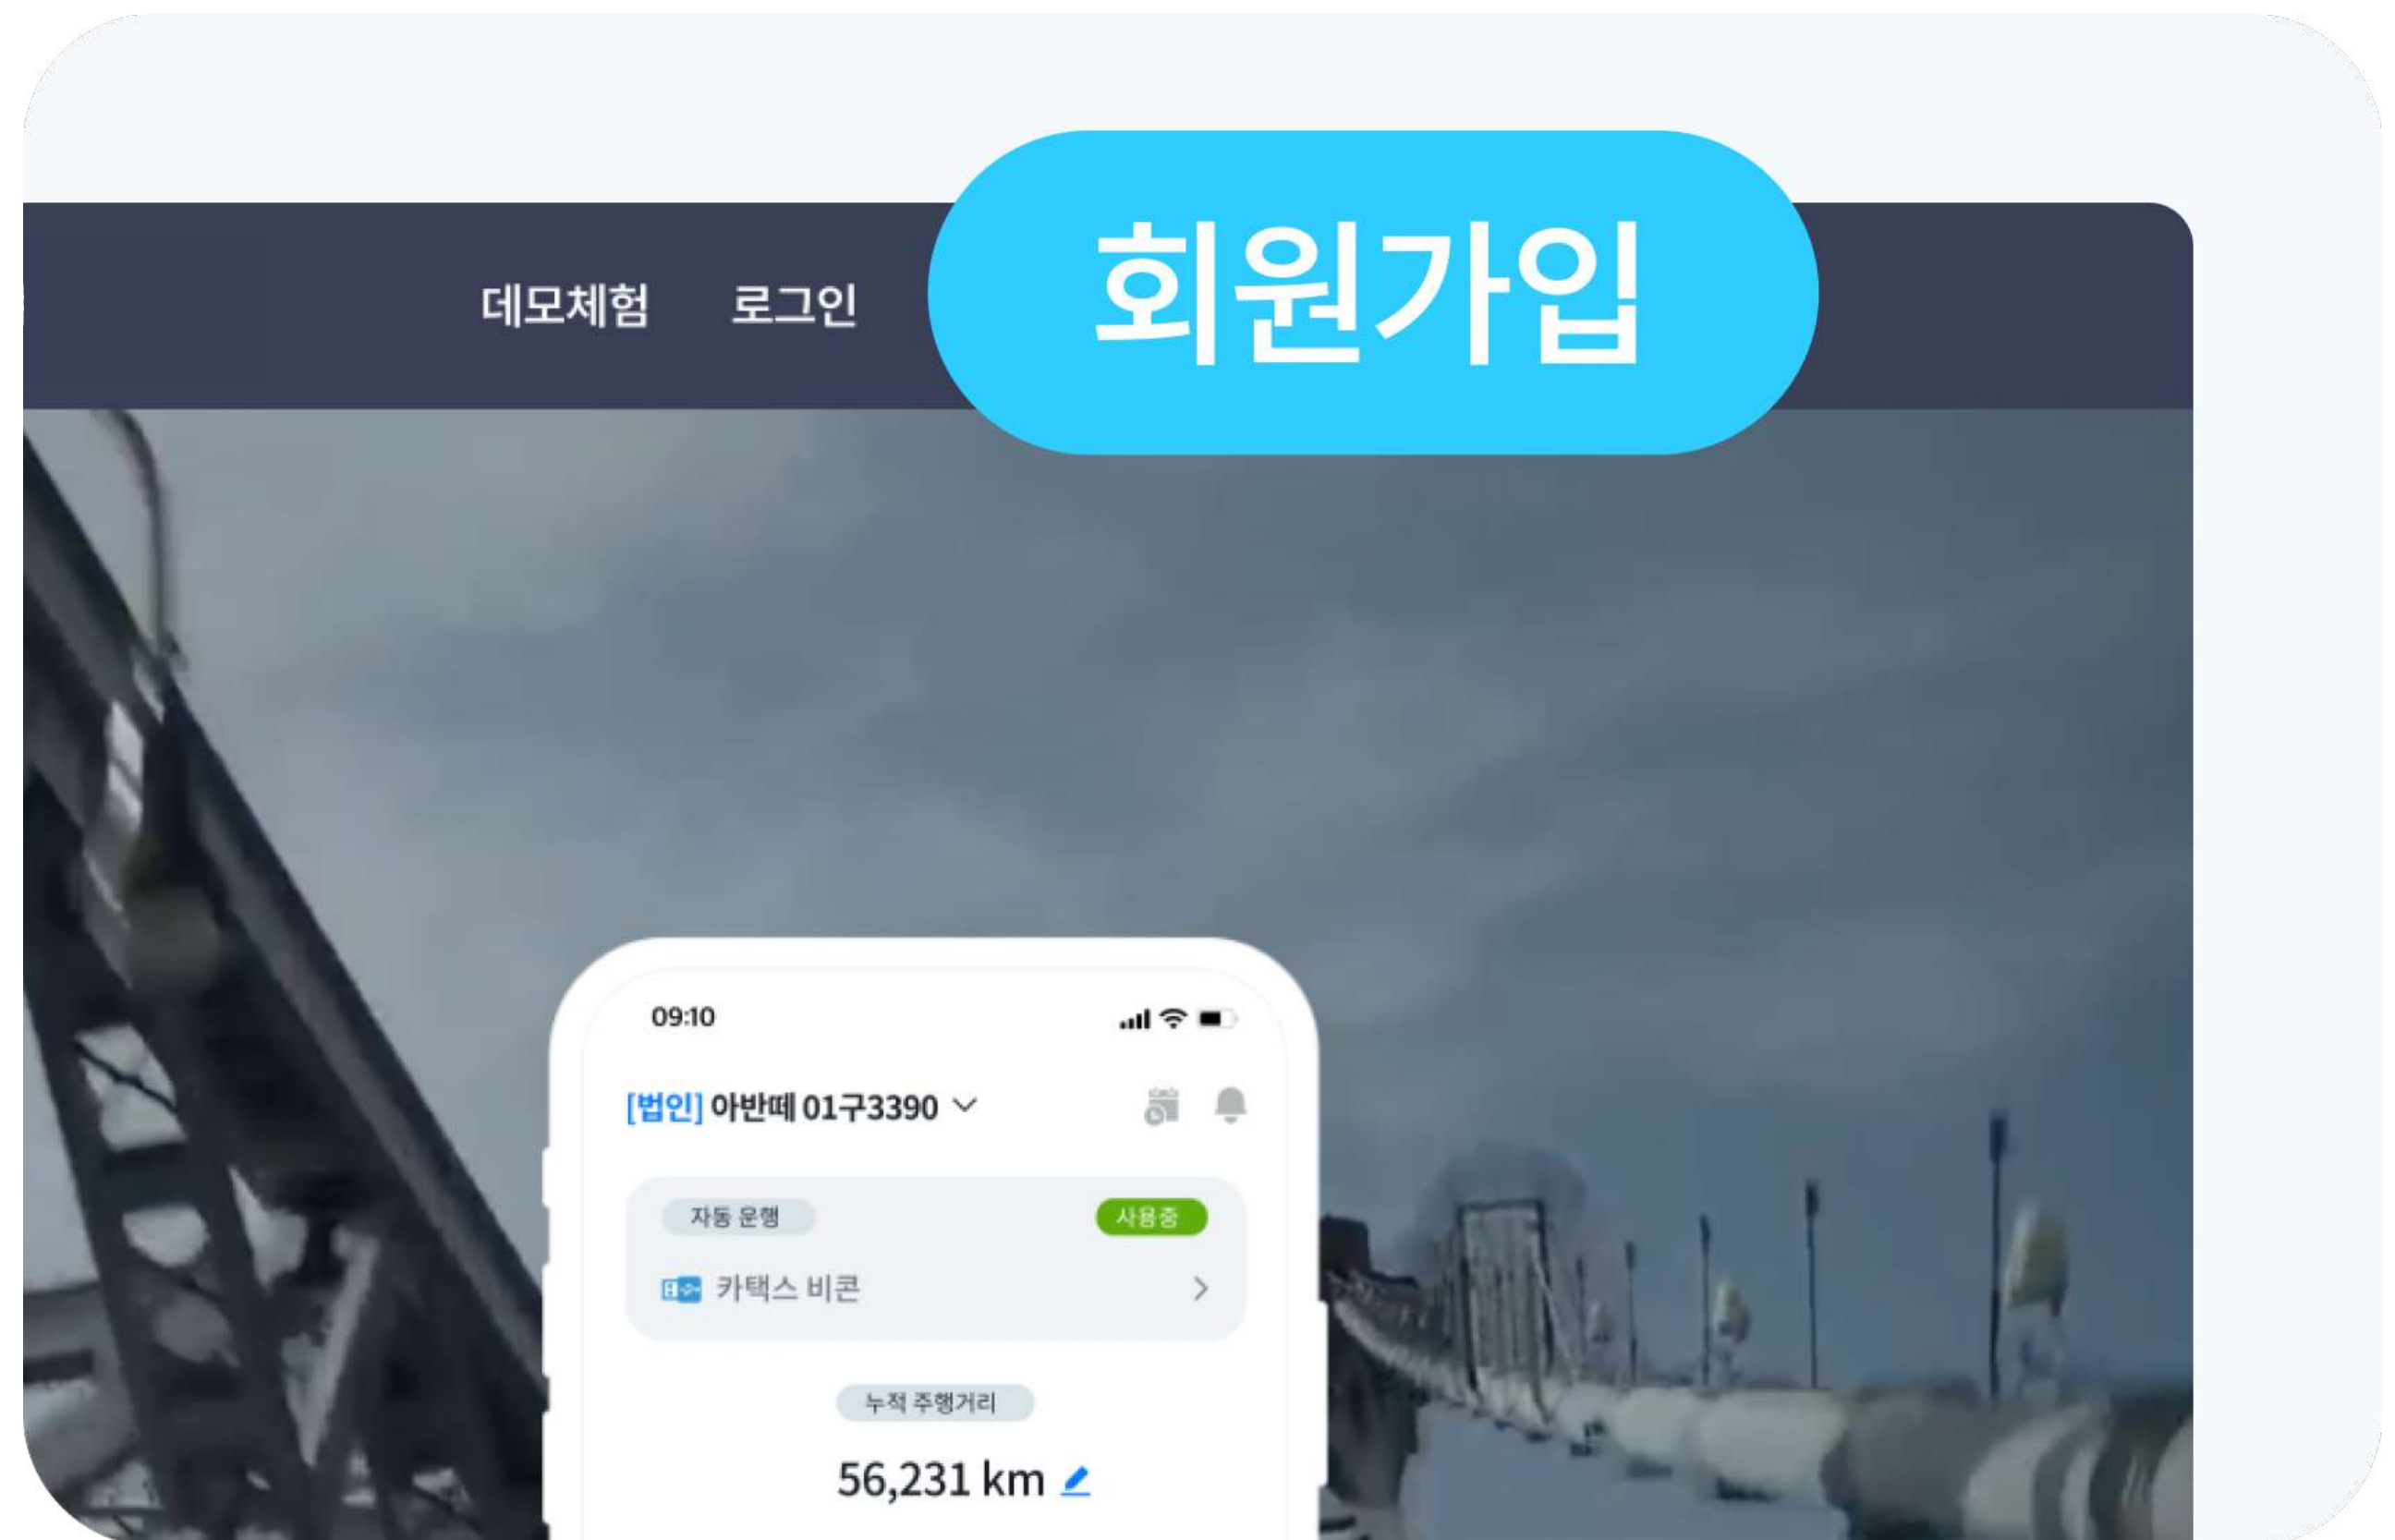 데모체험 로그인 회원가입
09:10
[법인] 아반떼 01구3390
자동 운행 사용중
카택스 비콘
누적 주행거리
56,231 km